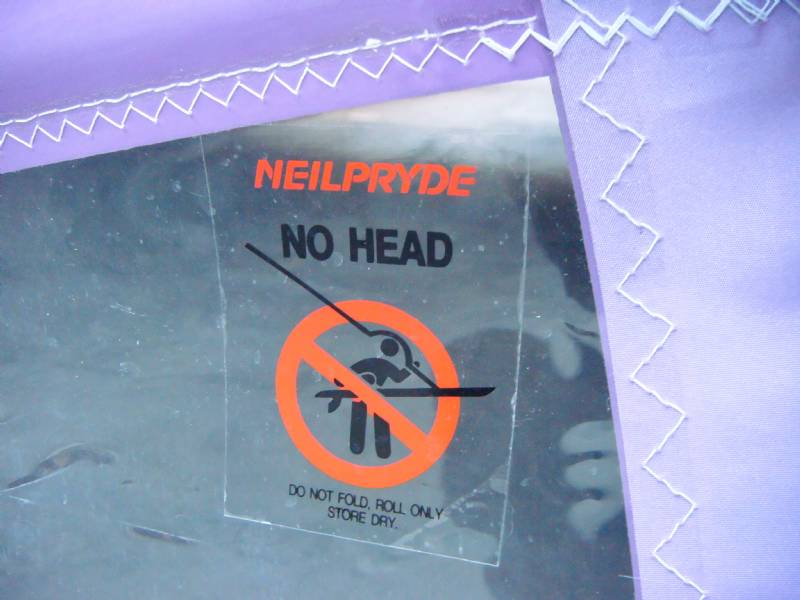 NEILPRYDE
NO HEAD
DO NOT FOLD, ROLL ONLY
STORE DRY.